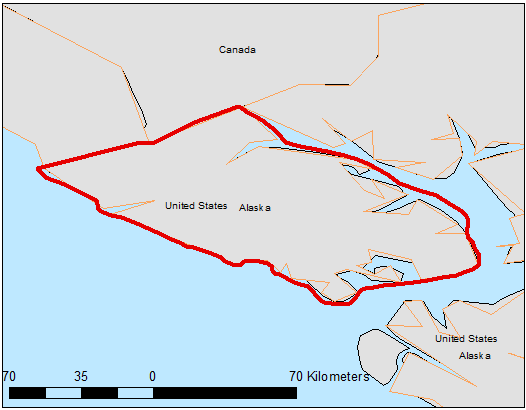 Canada
United States Alaska
United States
Alaska
70 35 0 70 Kilometers